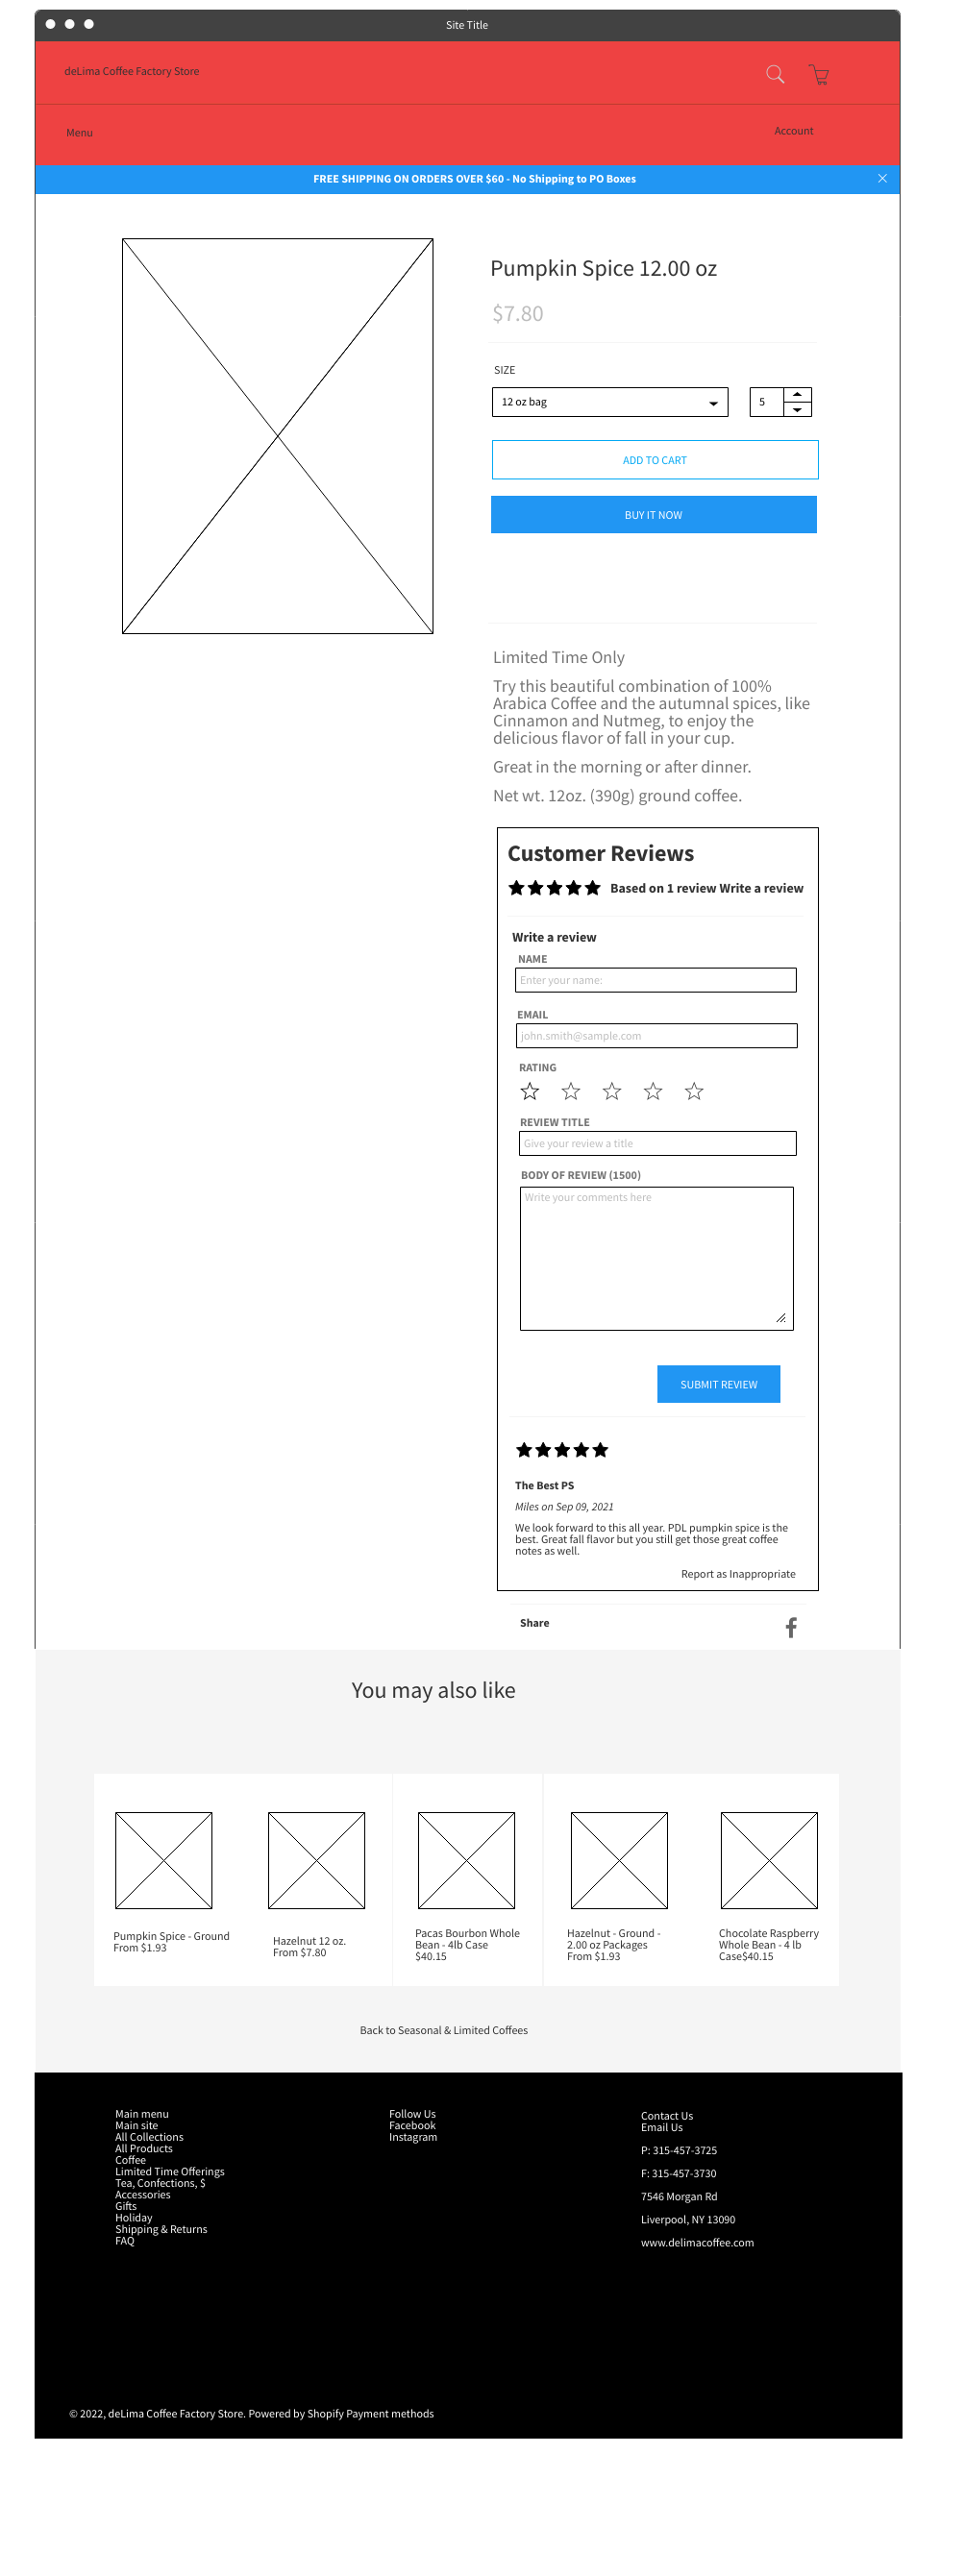 Site Title
deLima Coffee Factory Store
Menu
Account
FREE SHIPPING ON ORDERS OVER $60 - No Shipping to PO Boxes
Pumpkin Spice 12.00 oz
$7.80
SIZE
12 oz bag
5
ADD TO CART
BUY IT NOW
Limited Time Only
Try this beautiful combination of 100%
Arabica Coffee and the autumnal spices, like
Cinnamon and Nutmeg, to enjoy the
delicious flavor of fall in your cup.
Great in the morning or after dinner.
Net wt. 12oz. (390g) ground coffee.
Customer Reviews
Based on 1 review Write a review
Write a review
NAME
Enter your name:
EMAIL
john.smith@sample.com
RATING
REVIEW TITLE
Give your review a title
BODY OF REVIEW (1500)
Write your comments here
SUBMIT REVIEW
The Best PS
Miles on Sep 09, 2021
We look forward to this all year. PDL pumpkin spice is the
best. Great fall flavor but you still get those great coffee
notes as well.
Report as Inappropriate
Share
You may also like
Pumpkin Spice - Ground
From $1.93
Hazelnut 12 oz.
From $7.80
Pacas Bourbon Whole
Bean - 4lb Case
$40.15
Hazelnut - Ground -
2.00 oz Packages
From $1.93
Chocolate Raspberry
Whole Bean - 4 lb
Case$40.15
Back to Seasonal & Limited Coffees
Main menu
Main site
All Collections
All Products
Coffee
Limited Time Offerings
Tea, Confections, $
Accessories
Gifts
Holiday
Shipping & Returns
FAQ
Follow Us
Facebook
Instagram
Contact Us
Email Us
P: 315-457-3725
F: 315-457-3730
7546 Morgan Rd
Liverpool, NY 13090
www.delimacoffee.com
© 2022, deLima Coffee Factory Store. Powered by Shopify Payment methods